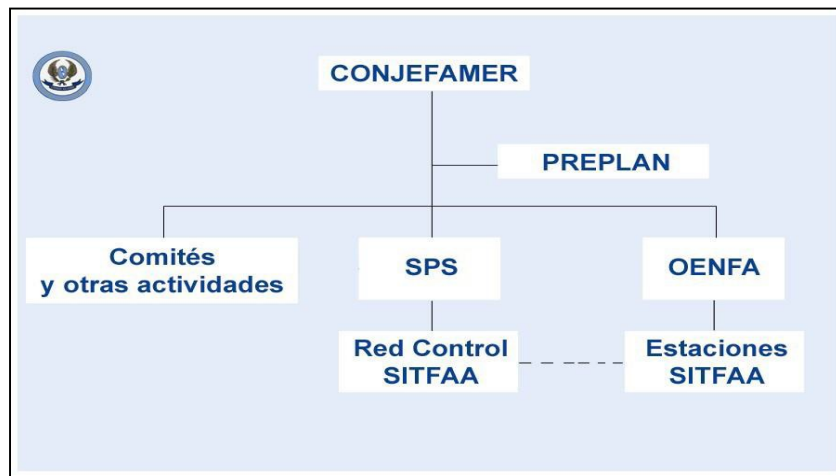 CONJEFAMER
PREPLAN
Comités
y otras actividades
SPS
OENFA
Red Control
SITFAA
Estaciones
SITFAA